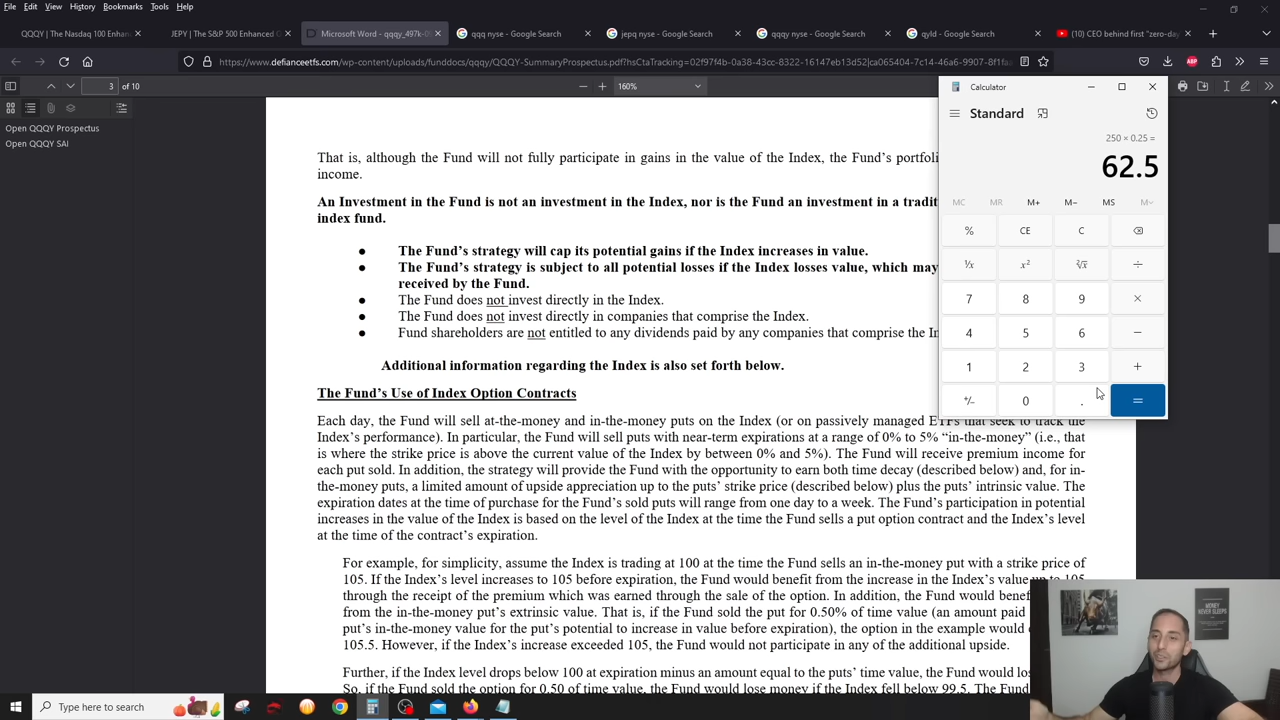 File Edit View History Bookmarks Tools Help
QQQY | The Nasdaq 100 Enhan
JEPY | The S&P 500 Enhanced
Microsoft Word - qqqy_497k-0
qqq nyse - Google Search
jepq nyse - Google Search
qqqy nyse - Google Search
qyld - Google Search
(10) CEO behind first "zero-day
https://www.defianceetfs.com/wp-content/uploads/funddocs/qqqy/QQQY-SummaryProspectus.pdf?hsCtaTracking=02f97f4b-0a38-43cc-8322-16147eb13d52|ca065404-7c14-46a6-9907-8f1faa
3 of 10
160%
Open QQQY Prospectus
Open QQQY SAI
That is, although the Fund will not fully participate in gains in the value of the Index, the Fund's portfoli
income.
An Investment in the Fund is not an investment in the Index, nor is the Fund an investment in a tradit
index fund.
● The Fund's strategy will cap its potential gains if the Index increases in value.
● The Fund's strategy is subject to all potential losses if the Index losses value, which may
received by the Fund.
● The Fund does not invest directly in the Index.
● The Fund does not invest directly in companies that comprise the Index.
● Fund shareholders are not entitled to any dividends paid by any companies that comprise the In
Additional information regarding the Index is also set forth below.
The Fund's Use of Index Option Contracts
Each day, the Fund will sell at-the-money and in-the-money puts on the Index (or on passively managed ETFs that seek to track the
Index's performance). In particular, the Fund will sell puts with near-term expirations at a range of 0% to 5% "in-the-money" (i.e., that
is where the strike price is above the current value of the Index by between 0% and 5%). The Fund will receive premium income for
each put sold. In addition, the strategy will provide the Fund with the opportunity to earn both time decay (described below) and, for in-
the-money puts, a limited amount of upside appreciation up to the puts' strike price (described below) plus the puts' intrinsic value. The
expiration dates at the time of purchase for the Fund's sold puts will range from one day to a week. The Fund's participation in potential
increases in the value of the Index is based on the level of the Index at the time the Fund sells a put option contract and the Index's level
at the time of the contract's expiration.
For example, for simplicity, assume the Index is trading at 100 at the time the Fund sells an in-the-money put with a strike price of
105. If the Index's level increases to 105 before expiration, the Fund would benefit from the increase in the Index's value up to 105
through the receipt of the premium which was earned through the sale of the option. In addition, the Fund would benef
from the in-the-money put's extrinsic value. That is, if the Fund sold the put for 0.50% of time value (an amount paid
put's in-the-money value for the put's potential to increase in value before expiration), the option in the example would
105.5. However, if the Index's increase exceeded 105, the Fund would not participate in any of the additional upside.
Further, if the Index level drops below 100 at expiration minus an amount equal to the puts' time value, the Fund would los
So, if the Fund sold the option for 0.50 of time value, the Fund would lose money if the Index fell below 99.5. The Fund
Calculator
Standard
250 × 0.25 =
62.5
MC MR M+ M− MS M˅
% CE C
⅟x x² ²√x ÷
7 8 9 ×
4 5 6 −
1 2 3 +
+/− 0 . =
MONEY
NEVER SLEEPS
Type here to search